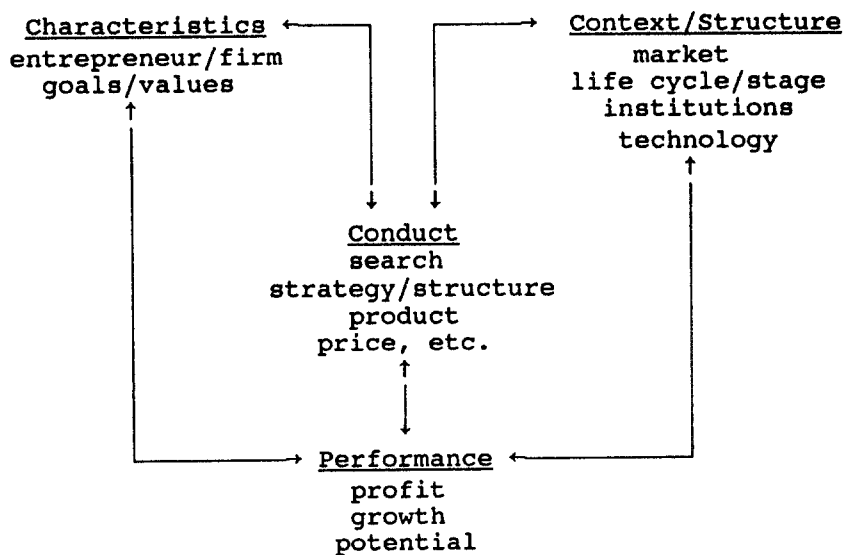 Characteristics
entrepreneur/firm
goals/values
Context/Structure
market
life cycle/stage
institutions
technology
Conduct
search
strategy/structure
product
price, etc.
Performance
profit
growth
potential